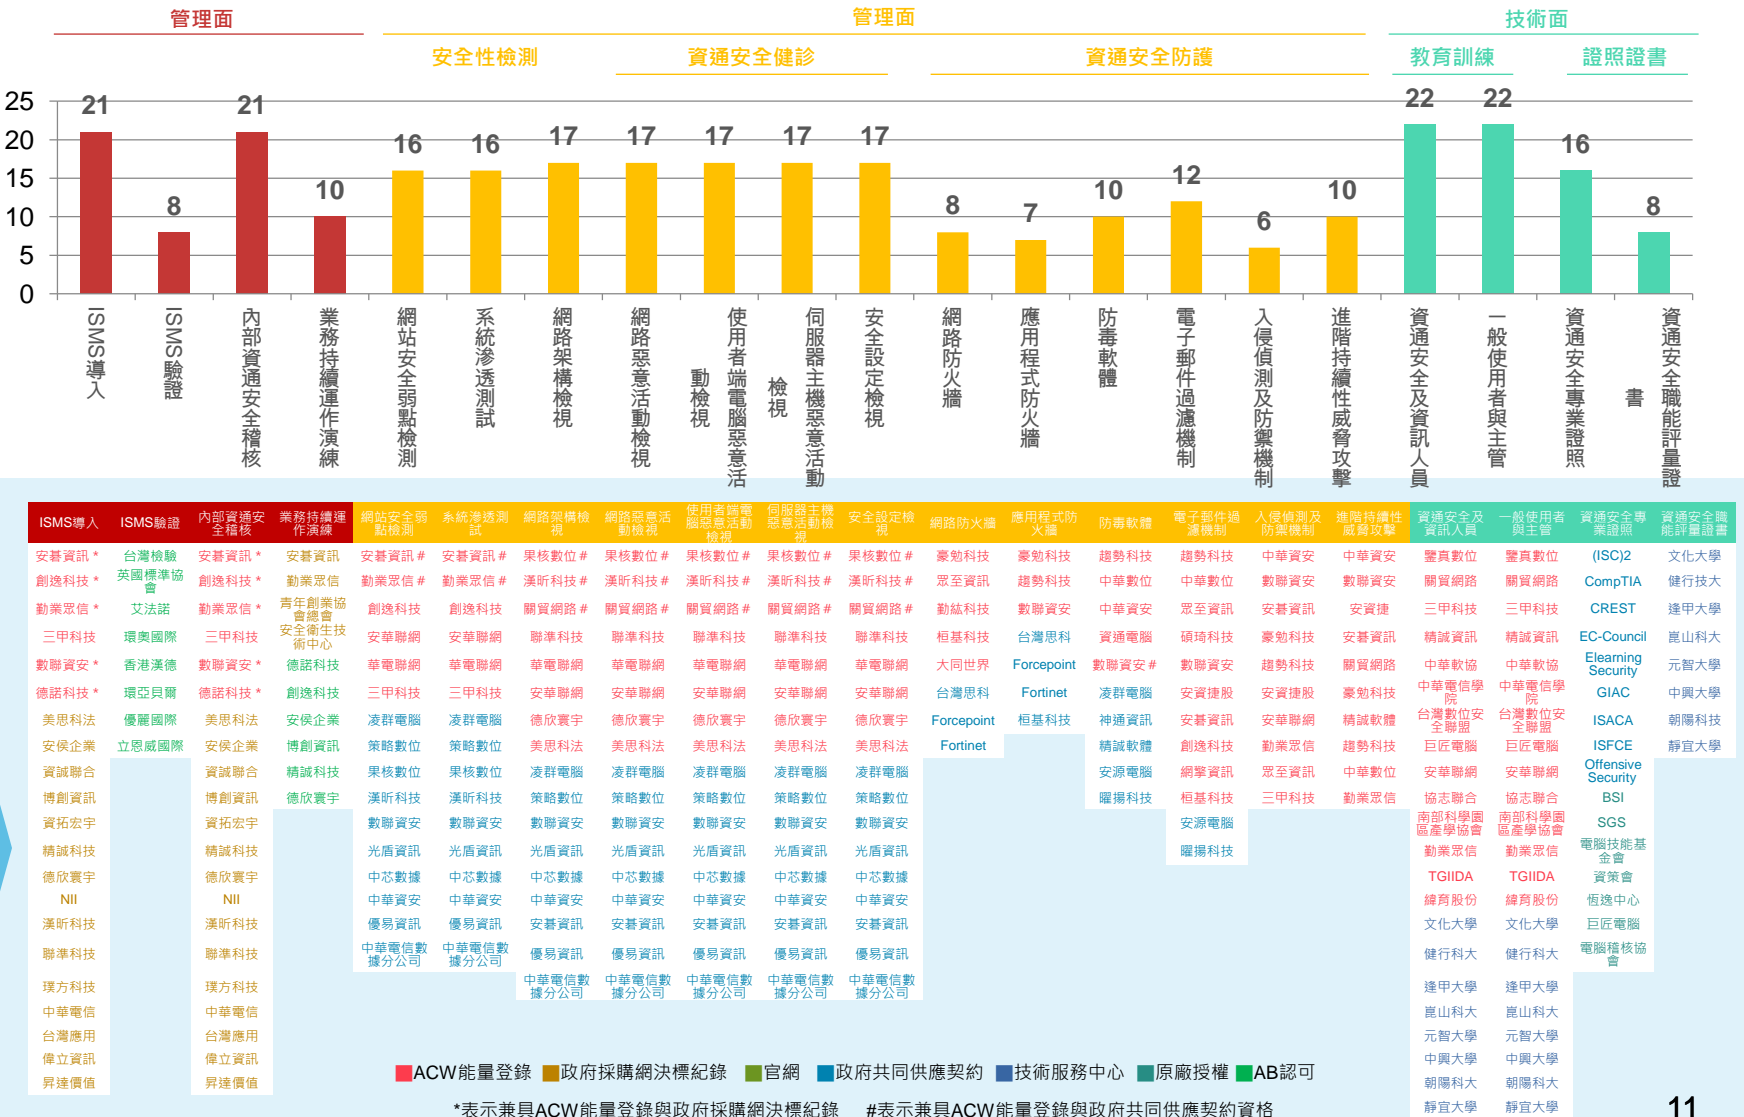 管理面
管理面
技術面
安全性檢測
資通安全健診
資通安全防護
教育訓練
證照證書
25
20
15
10
5
0
21
8
21
10
16
16
17
17
17
17
17
8
7
10
12
6
10
22
22
16
8
ISMS導入
ISMS驗證
內部資通安全稽核
業務持續運作演練
網站安全弱點檢測
系統滲透測試
網路架構檢視
網路惡意活動檢視
使用者端電腦惡意活
動檢視
伺服器主機惡意活動
檢視
安全設定檢視
網路防火牆
應用程式防火牆
防毒軟體
電子郵件過濾機制
入侵偵測及防禦機制
進階持續性威脅攻擊
資通安全及資訊人員
一般使用者與主管
資通安全專業證照
資通安全職能評量證
書
ISMS導入
安碁資訊 *
創逸科技 *
勤業眾信 *
三甲科技
數聯資安 *
德諾科技 *
美思科法
安侯企業
資誠聯合
博創資訊
資拓宏宇
精誠科技
德欣寰宇
NII
漢昕科技
聯準科技
璞方科技
中華電信
台灣應用
偉立資訊
昇達價值
ISMS驗證
台灣檢驗
英國標準協
會
艾法諾
環奧國際
香港漢德
環亞貝爾
優麗國際
立恩威國際
內部資通安
全稽核
安碁資訊 *
創逸科技 *
勤業眾信 *
三甲科技
數聯資安 *
德諾科技 *
美思科法
安侯企業
資誠聯合
博創資訊
資拓宏宇
精誠科技
德欣寰宇
NII
漢昕科技
聯準科技
璞方科技
中華電信
台灣應用
偉立資訊
昇達價值
業務持續運
作演練
安碁資訊
勤業眾信
青年創業協
會總會
安全衛生技
術中心
德諾科技
創逸科技
安侯企業
博創資訊
精誠科技
德欣寰宇
網站安全弱
點檢測
安碁資訊 #
勤業眾信 #
創逸科技
安華聯網
華電聯網
三甲科技
凌群電腦
策略數位
果核數位
漢昕科技
數聯資安
光盾資訊
中芯數據
中華資安
優易資訊
中華電信數
據分公司
系統滲透測
試
安碁資訊 #
勤業眾信 #
創逸科技
安華聯網
華電聯網
三甲科技
凌群電腦
策略數位
果核數位
漢昕科技
數聯資安
光盾資訊
中芯數據
中華資安
優易資訊
中華電信數
據分公司
網路架構檢
視
果核數位 #
漢昕科技 #
關貿網路 #
聯準科技
華電聯網
安華聯網
德欣寰宇
美思科法
凌群電腦
策略數位
數聯資安
光盾資訊
中芯數據
中華資安
安碁資訊
優易資訊
中華電信數
據分公司
網路惡意活
動檢視
果核數位 #
漢昕科技 #
關貿網路 #
聯準科技
華電聯網
安華聯網
德欣寰宇
美思科法
凌群電腦
策略數位
數聯資安
光盾資訊
中芯數據
中華資安
安碁資訊
優易資訊
中華電信數
據分公司
使用者端電
腦惡意活動
檢視
果核數位 #
漢昕科技 #
關貿網路 #
聯準科技
華電聯網
安華聯網
德欣寰宇
美思科法
凌群電腦
策略數位
數聯資安
光盾資訊
中芯數據
中華資安
安碁資訊
優易資訊
中華電信數
據分公司
伺服器主機
惡意活動檢
視
果核數位 #
漢昕科技 #
關貿網路 #
聯準科技
華電聯網
安華聯網
德欣寰宇
美思科法
凌群電腦
策略數位
數聯資安
光盾資訊
中芯數據
中華資安
安碁資訊
優易資訊
中華電信數
據分公司
安全設定檢
視
果核數位 #
漢昕科技 #
關貿網路 #
聯準科技
華電聯網
安華聯網
德欣寰宇
美思科法
凌群電腦
策略數位
數聯資安
光盾資訊
中芯數據
中華資安
安碁資訊
優易資訊
中華電信數
據分公司
網路防火牆
豪勉科技
眾至資訊
勤紘科技
桓基科技
大同世界
台灣思科
Forcepoint
Fortinet
應用程式防
火牆
豪勉科技
趨勢科技
數聯資安
台灣思科
Forcepoint
Fortinet
桓基科技
防毒軟體
趨勢科技
中華數位
中華資安
資通電腦
數聯資安 #
凌群電腦
神通資訊
精誠軟體
安源電腦
曜揚科技
電子郵件過
濾機制
趨勢科技
中華數位
眾至資訊
碩琦科技
數聯資安
安資捷股
安碁資訊
創逸科技
網擎資訊
桓基科技
安源電腦
曜揚科技
入侵偵測及
防禦機制
中華資安
數聯資安
安碁資訊
豪勉科技
趨勢科技
安資捷股
安華聯網
勤業眾信
眾至資訊
三甲科技
進階持續性
威脅攻擊
中華資安
數聯資安
安資捷
安碁資訊
關貿網路
豪勉科技
精誠軟體
趨勢科技
中華數位
勤業眾信
資通安全及
資訊人員
鑒真數位
關貿網路
三甲科技
精誠資訊
中華軟協
中華電信學
院
台灣數位安
全聯盟
巨匠電腦
安華聯網
協志聯合
南部科學園
區產學協會
勤業眾信
TGIIDA
緯育股份
文化大學
健行科大
逢甲大學
崑山科大
元智大學
中興大學
朝陽科大
靜宜大學
一般使用者
與主管
鑒真數位
關貿網路
三甲科技
精誠資訊
中華軟協
中華電信學
院
台灣數位安
全聯盟
巨匠電腦
安華聯網
協志聯合
南部科學園
區產學協會
勤業眾信
TGIIDA
緯育股份
文化大學
健行科大
逢甲大學
崑山科大
元智大學
中興大學
朝陽科大
靜宜大學
資通安全專
業證照
(ISC)2
CompTIA
CREST
EC-Council
Elearning
Security
GIAC
ISACA
ISFCE
Offensive
Security
BSI
SGS
電腦技能基
金會
資策會
恆逸中心
巨匠電腦
電腦稽核協
會
資通安全職
能評量證書
文化大學
健行技大
逢甲大學
崑山科大
元智大學
中興大學
朝陽科技
靜宜大學
ACW能量登錄 政府採購網決標紀錄 官網 政府共同供應契約 技術服務中心 原廠授權 AB認可
*表示兼具ACW能量登錄與政府採購網決標紀錄 #表示兼具ACW能量登錄與政府共同供應契約資格
11